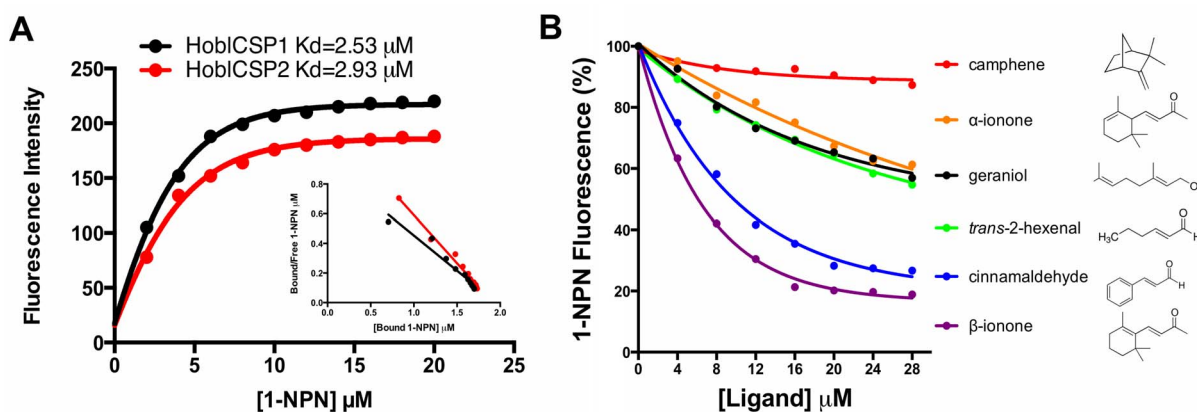 A
HoblCSP1 Kd=2.53 μM
HoblCSP2 Kd=2.93 μM
Fluorescence Intensity
250
200
150
100
50
0
0 5 10 15 20 25
[1-NPN] μM
Bound/Free 1-NPN μM
0.8
0.6
0.4
0.2
0.0
0.0 0.5 1.0 1.5 2.0
[Bound 1-NPN] μM
B
1-NPN Fluorescence (%)
100
80
60
40
20
0
0 4 8 12 16 20 24 28
[Ligand] μM
camphene
α-ionone
O
geraniol
O
trans-2-hexenal
H₃C
O
H
cinnamaldehyde
O
H
β-ionone
O